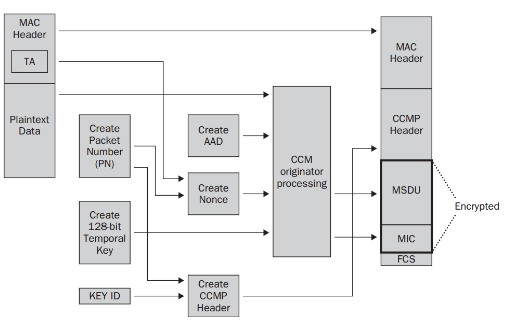 MAC
Header
TA
Plaintext
Data
Create
Packet
Number
(PN)
Create
128-bit
Temporal
Key
KEY ID
Create
AAD
Create
Nonce
Create
CCMP
Header
CCM
originator
processing
MAC
Header
CCMP
Header
MSDU
MIC
FCS
Encrypted